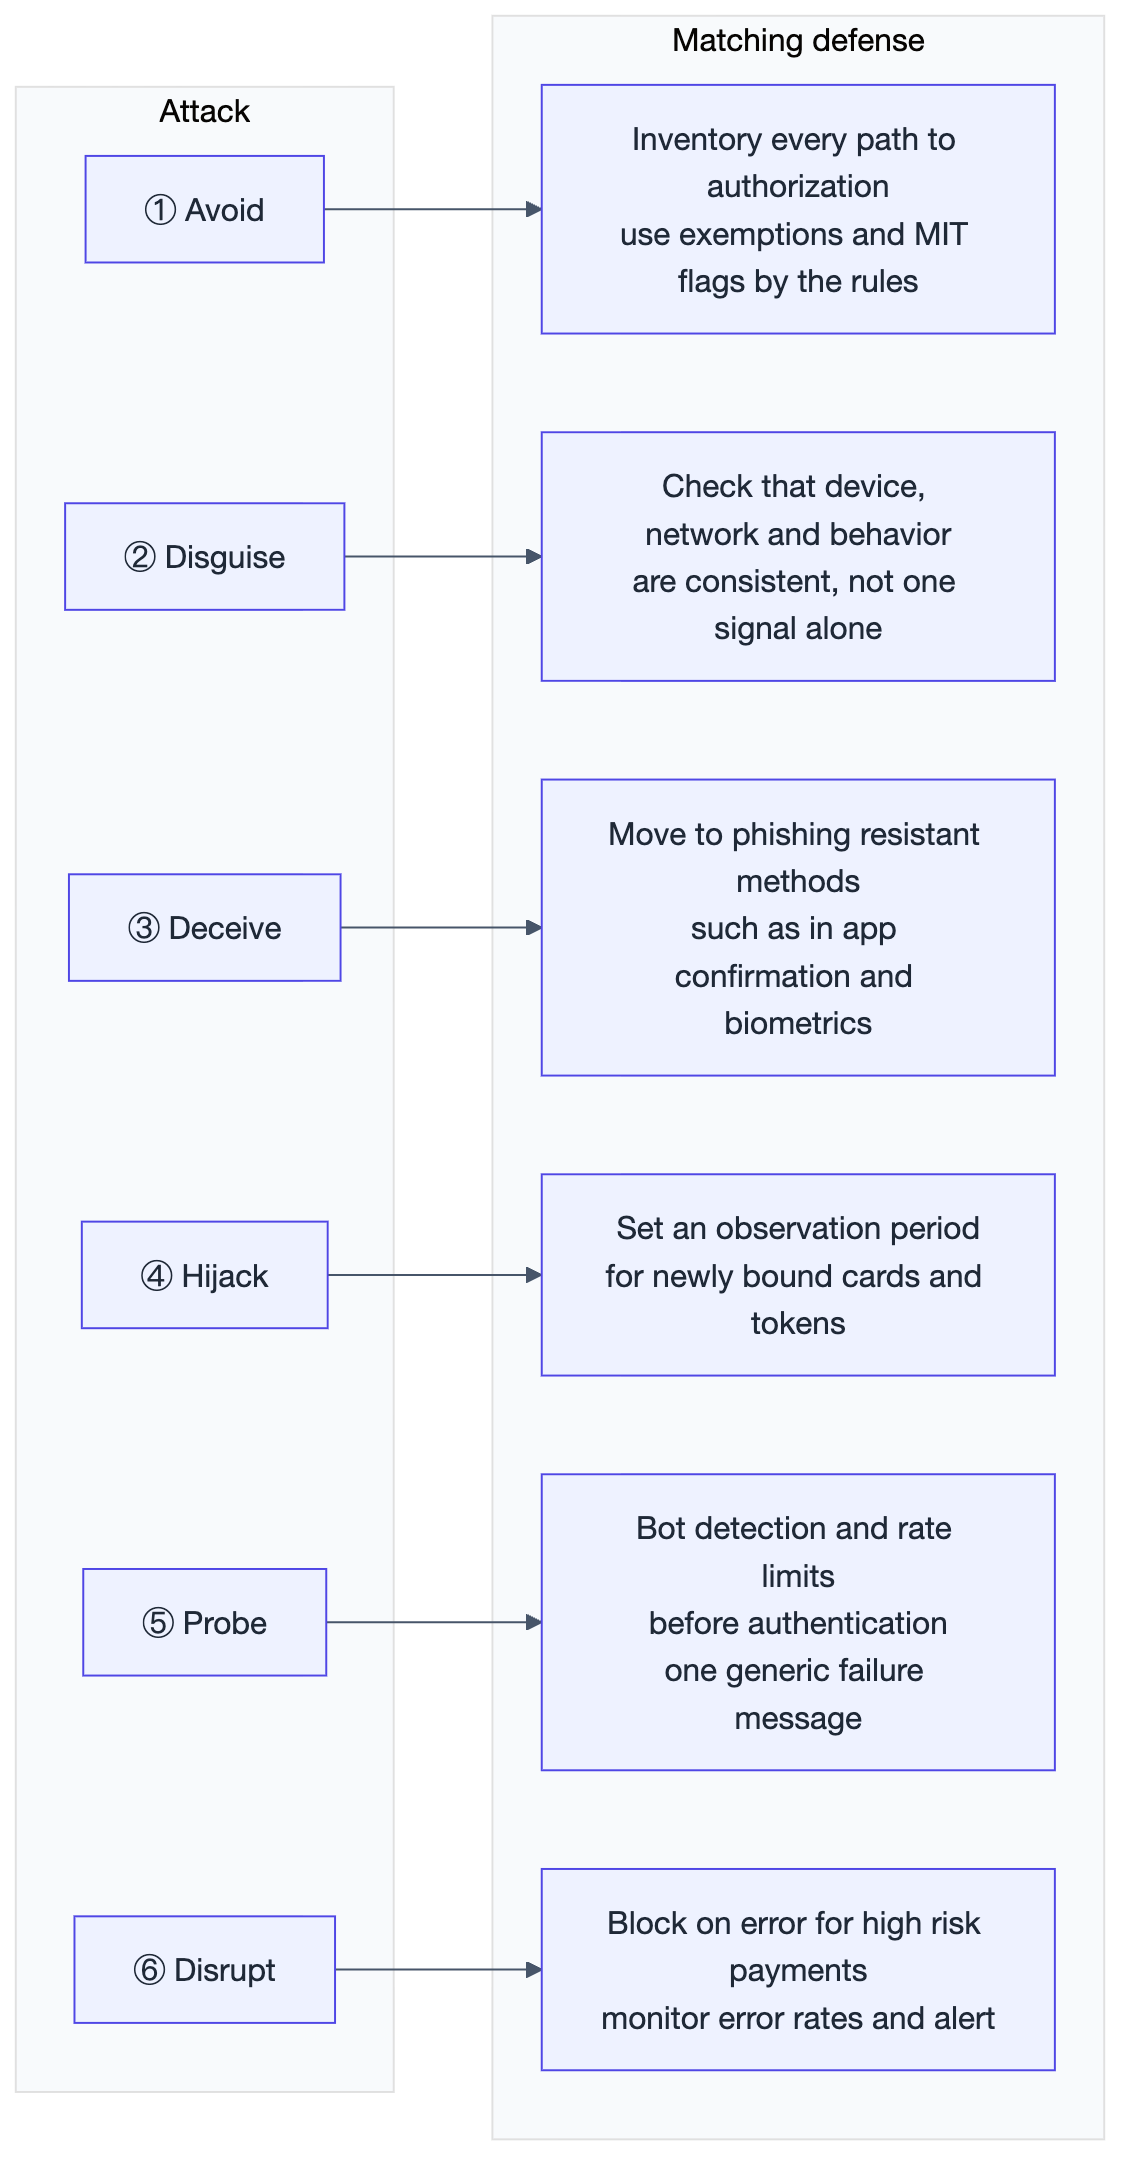 Matching defense
Attack
① Avoid
Inventory every path to
authorization
use exemptions and MIT
flags by the rules
② Disguise
Check that device,
network and behavior
are consistent, not one
signal alone
③ Deceive
Move to phishing resistant
methods
such as in app
confirmation and
biometrics
④ Hijack
Set an observation period
for newly bound cards and
tokens
⑤ Probe
Bot detection and rate
limits
before authentication
one generic failure
message
⑥ Disrupt
Block on error for high risk
payments
monitor error rates and alert